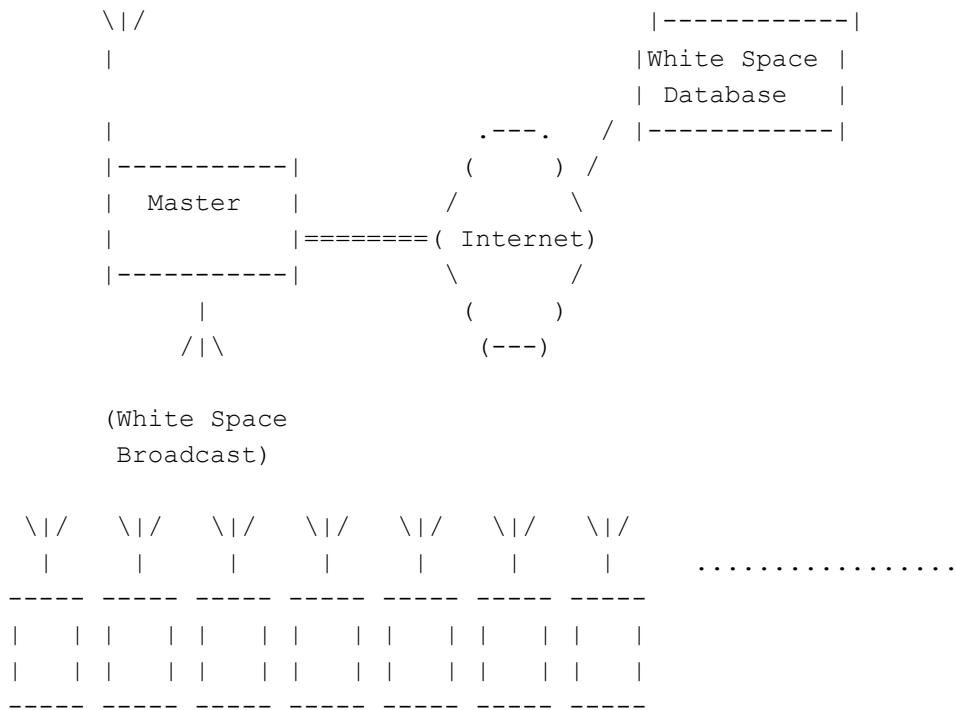 White Space
Database
Master
Internet
(White Space
Broadcast)